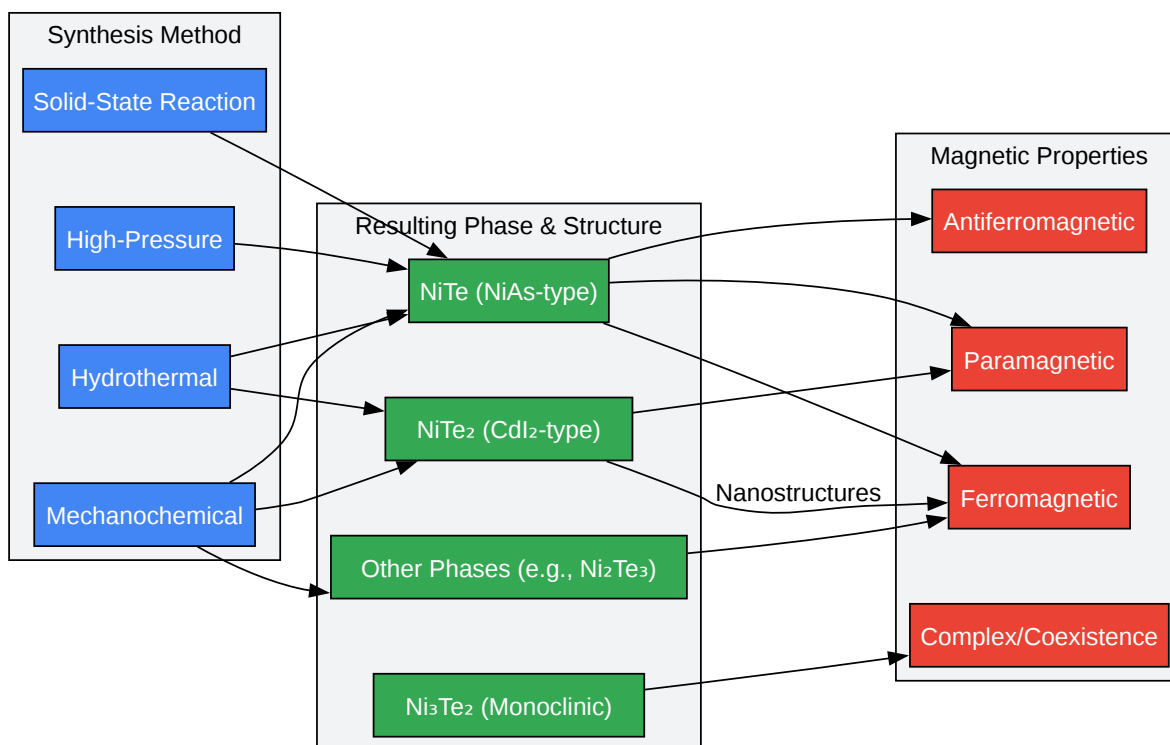 Synthesis Method
Solid-State Reaction
High-Pressure
Hydrothermal
Mechanochemical
Resulting Phase & Structure
NiTe (NiAs-type)
NiTe₂ (CdI₂-type)
Other Phases (e.g., Ni₂Te₃)
Ni₃Te₂ (Monoclinic)
Nanostructures
Magnetic Properties
Antiferromagnetic
Paramagnetic
Ferromagnetic
Complex/Coexistence